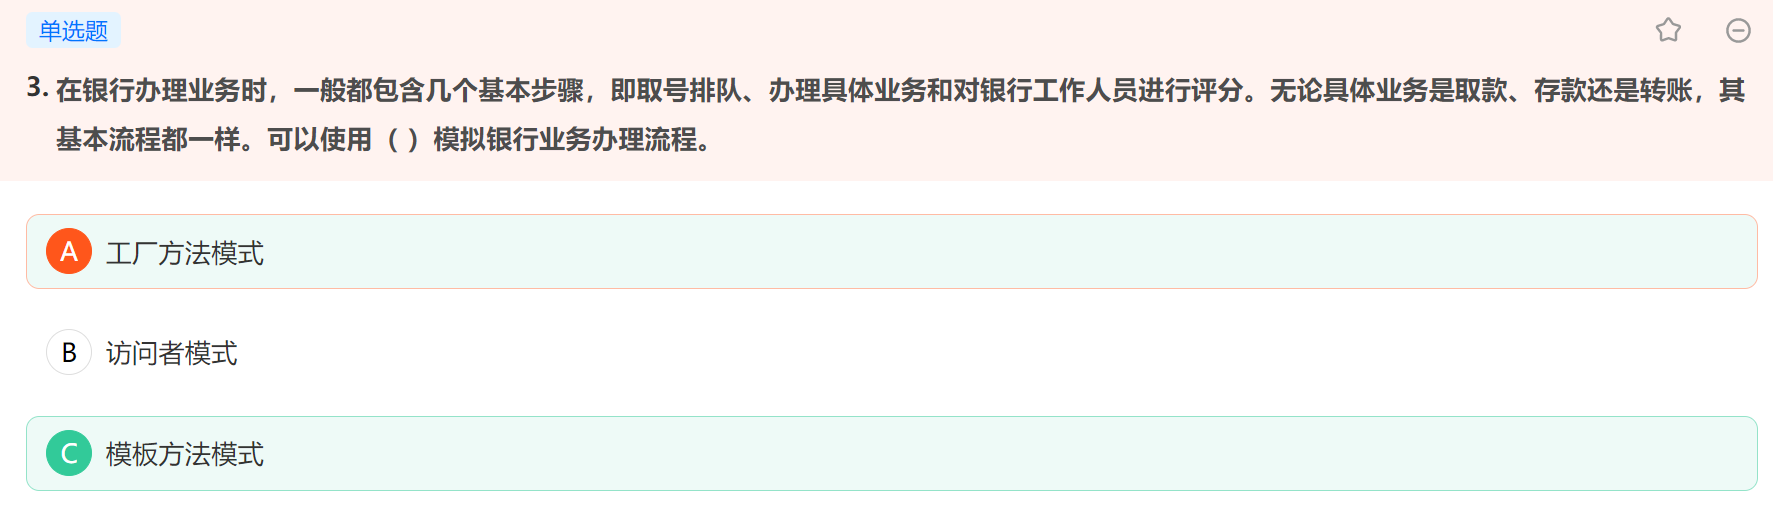 单选题
3. 在银行办理业务时，一般都包含几个基本步骤，即取号排队、办理具体业务和对银行工作人员进行评分。无论具体业务是取款、存款还是转账，其
基本流程都一样。可以使用（ ）模拟银行业务办理流程。
A 工厂方法模式
B 访问者模式
C 模板方法模式